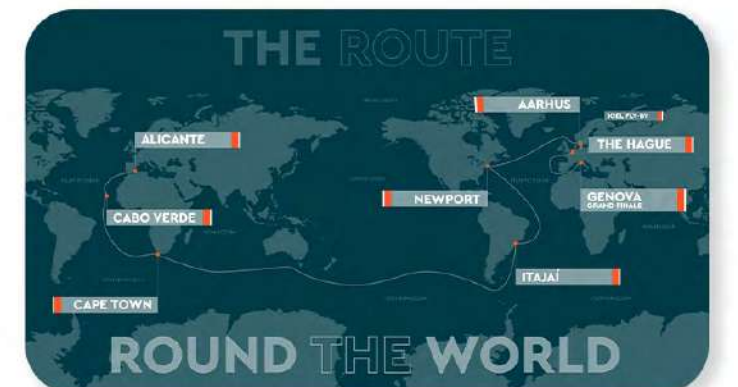 THE ROUTE
AARHUS
KIEL FLY-BY
ALICANTE
THE HAGUE
NEWPORT
GENOVA
GRAND FINALE
CABO VERDE
ITAJAÍ
CAPE TOWN
ROUND THE WORLD